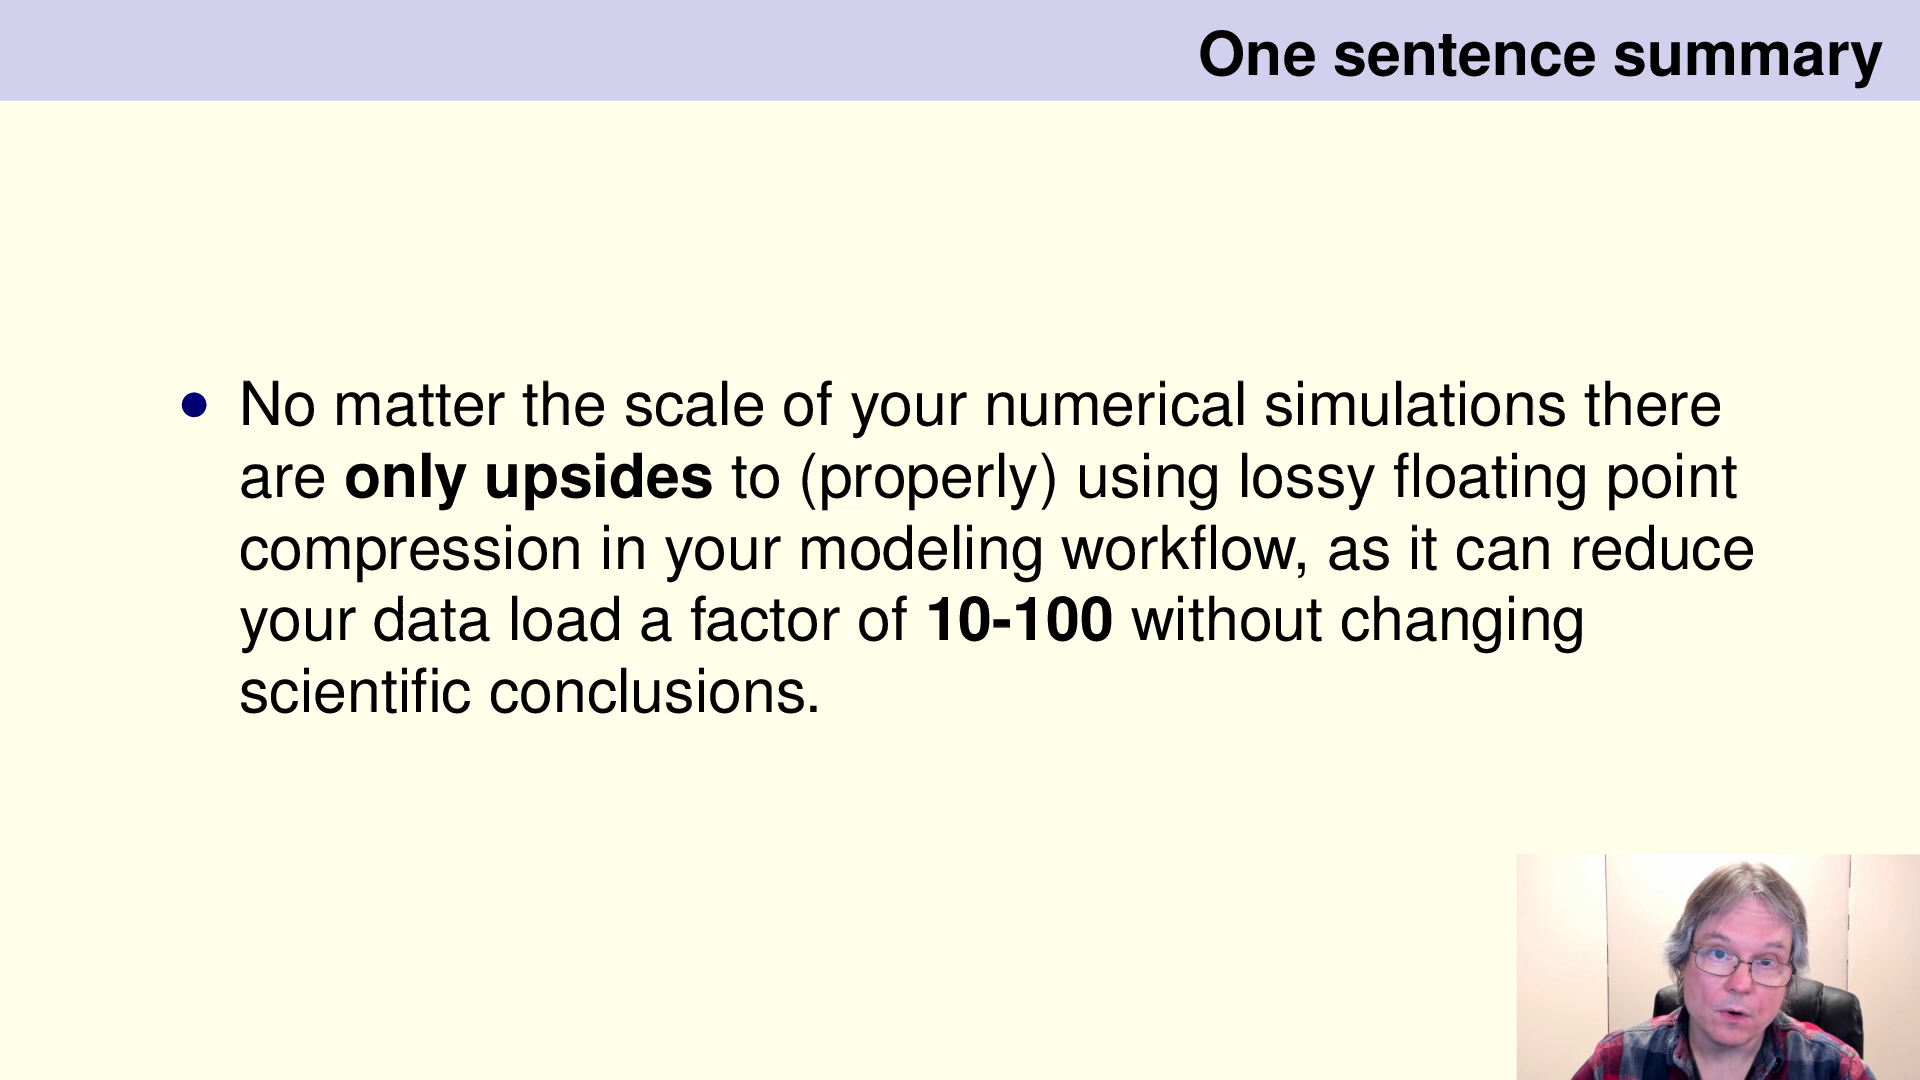 One sentence summary
No matter the scale of your numerical simulations there
are only upsides to (properly) using lossy floating point
compression in your modeling workflow, as it can reduce
your data load a factor of 10-100 without changing
scientific conclusions.